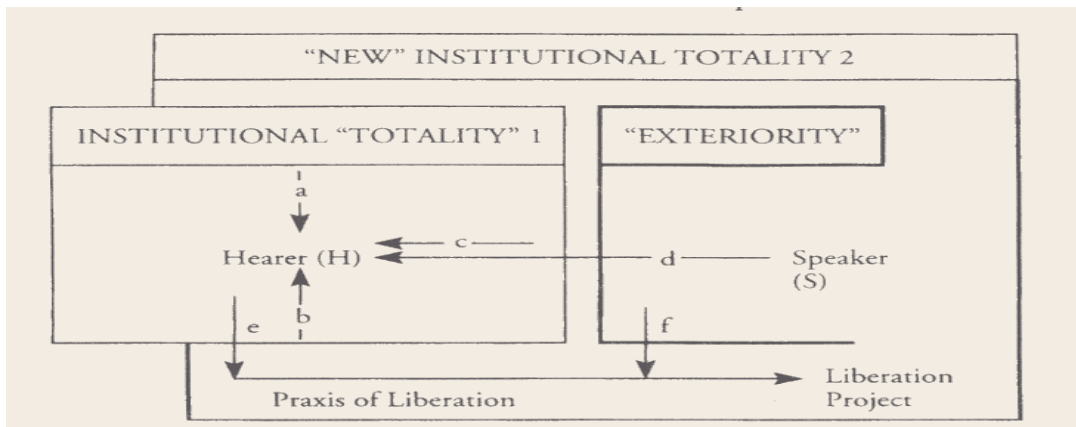 “NEW” INSTITUTIONAL TOTALITY 2
INSTITUTIONAL “TOTALITY” 1
“EXTERIORITY”
a
c
Hearer (H)
d
Speaker
(S)
e
b
f
Liberation
Project
Praxis of Liberation